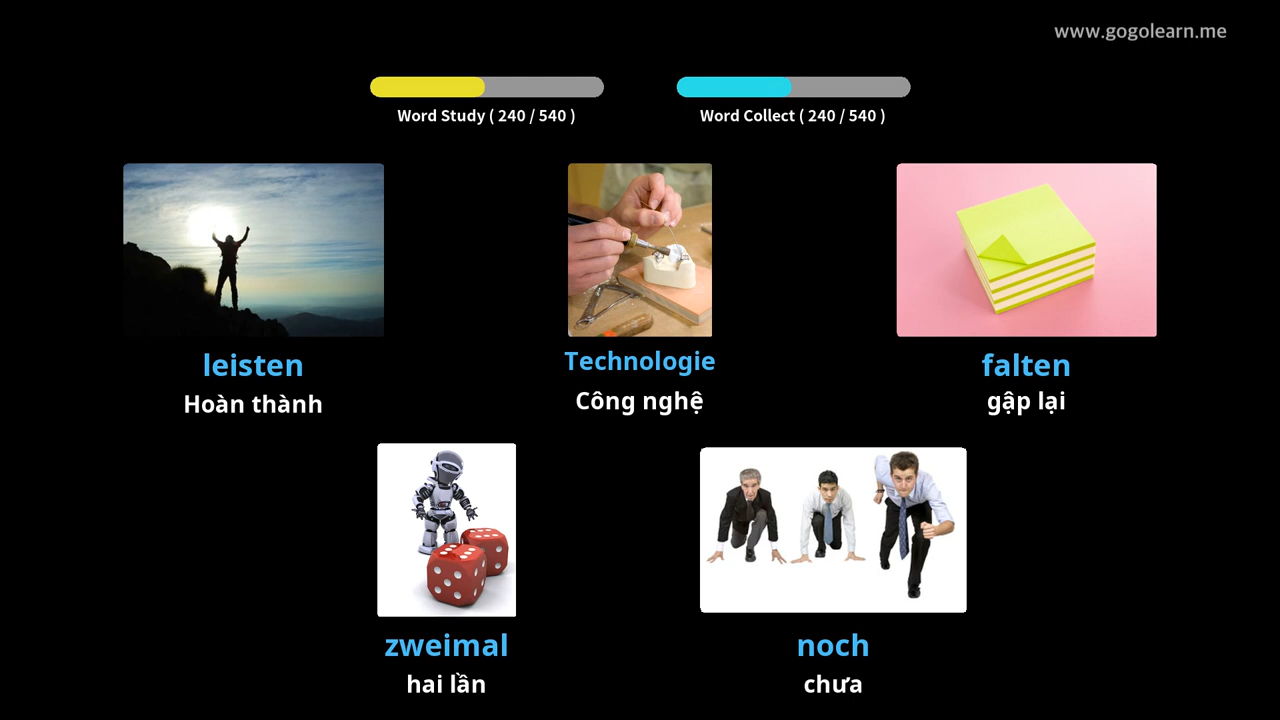 www.gogolearn.me
Word Study ( 240 / 540 )
Word Collect ( 240 / 540 )
leisten
Hoàn thành
Technologie
Công nghệ
falten
gập lại
zweimal
hai lần
noch
chưa